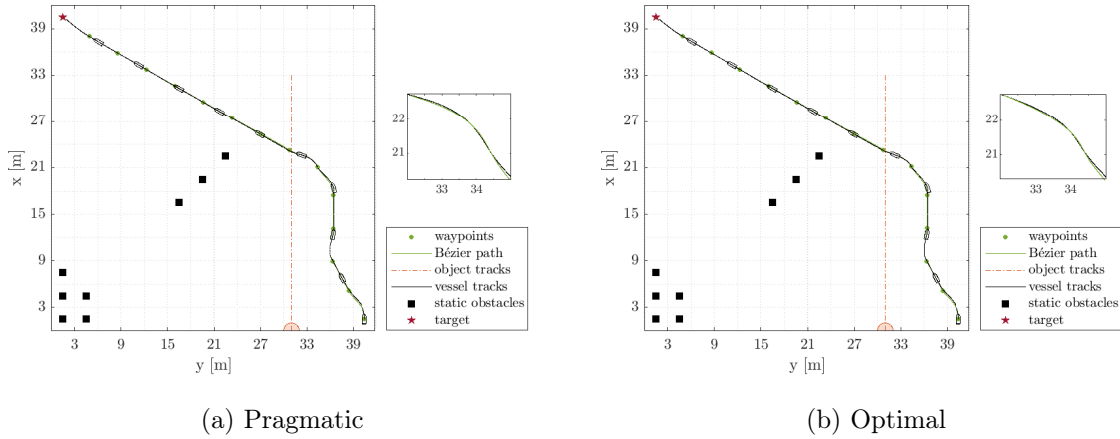 39
33
27
21
15
9
3
x [m]
3 9 15 21 27 33 39
y [m]
22
21
33 34
waypoints
Bézier path
object tracks
vessel tracks
static obstacles
target
(a) Pragmatic
39
33
27
21
15
9
3
x [m]
3 9 15 21 27 33 39
y [m]
22
21
33 34
waypoints
Bézier path
object tracks
vessel tracks
static obstacles
target
(b) Optimal